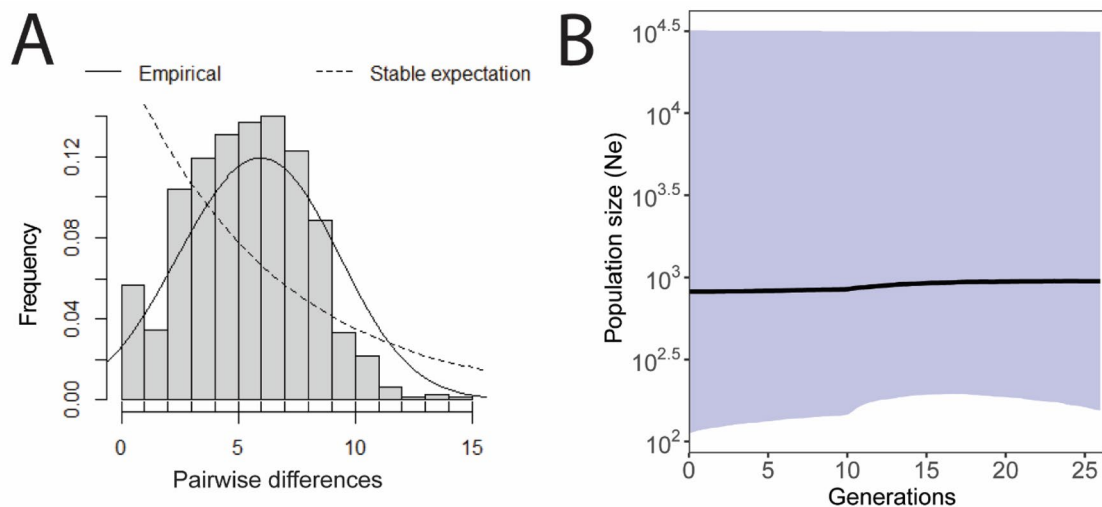 A
Empirical
Stable expectation
Frequency
0.12
0.08
0.04
0.00
0
5
10
15
Pairwise differences
B
Population size (Ne)
10^4.5
10^4
10^3.5
10^3
10^2.5
10^2
0
5
10
15
20
25
Generations